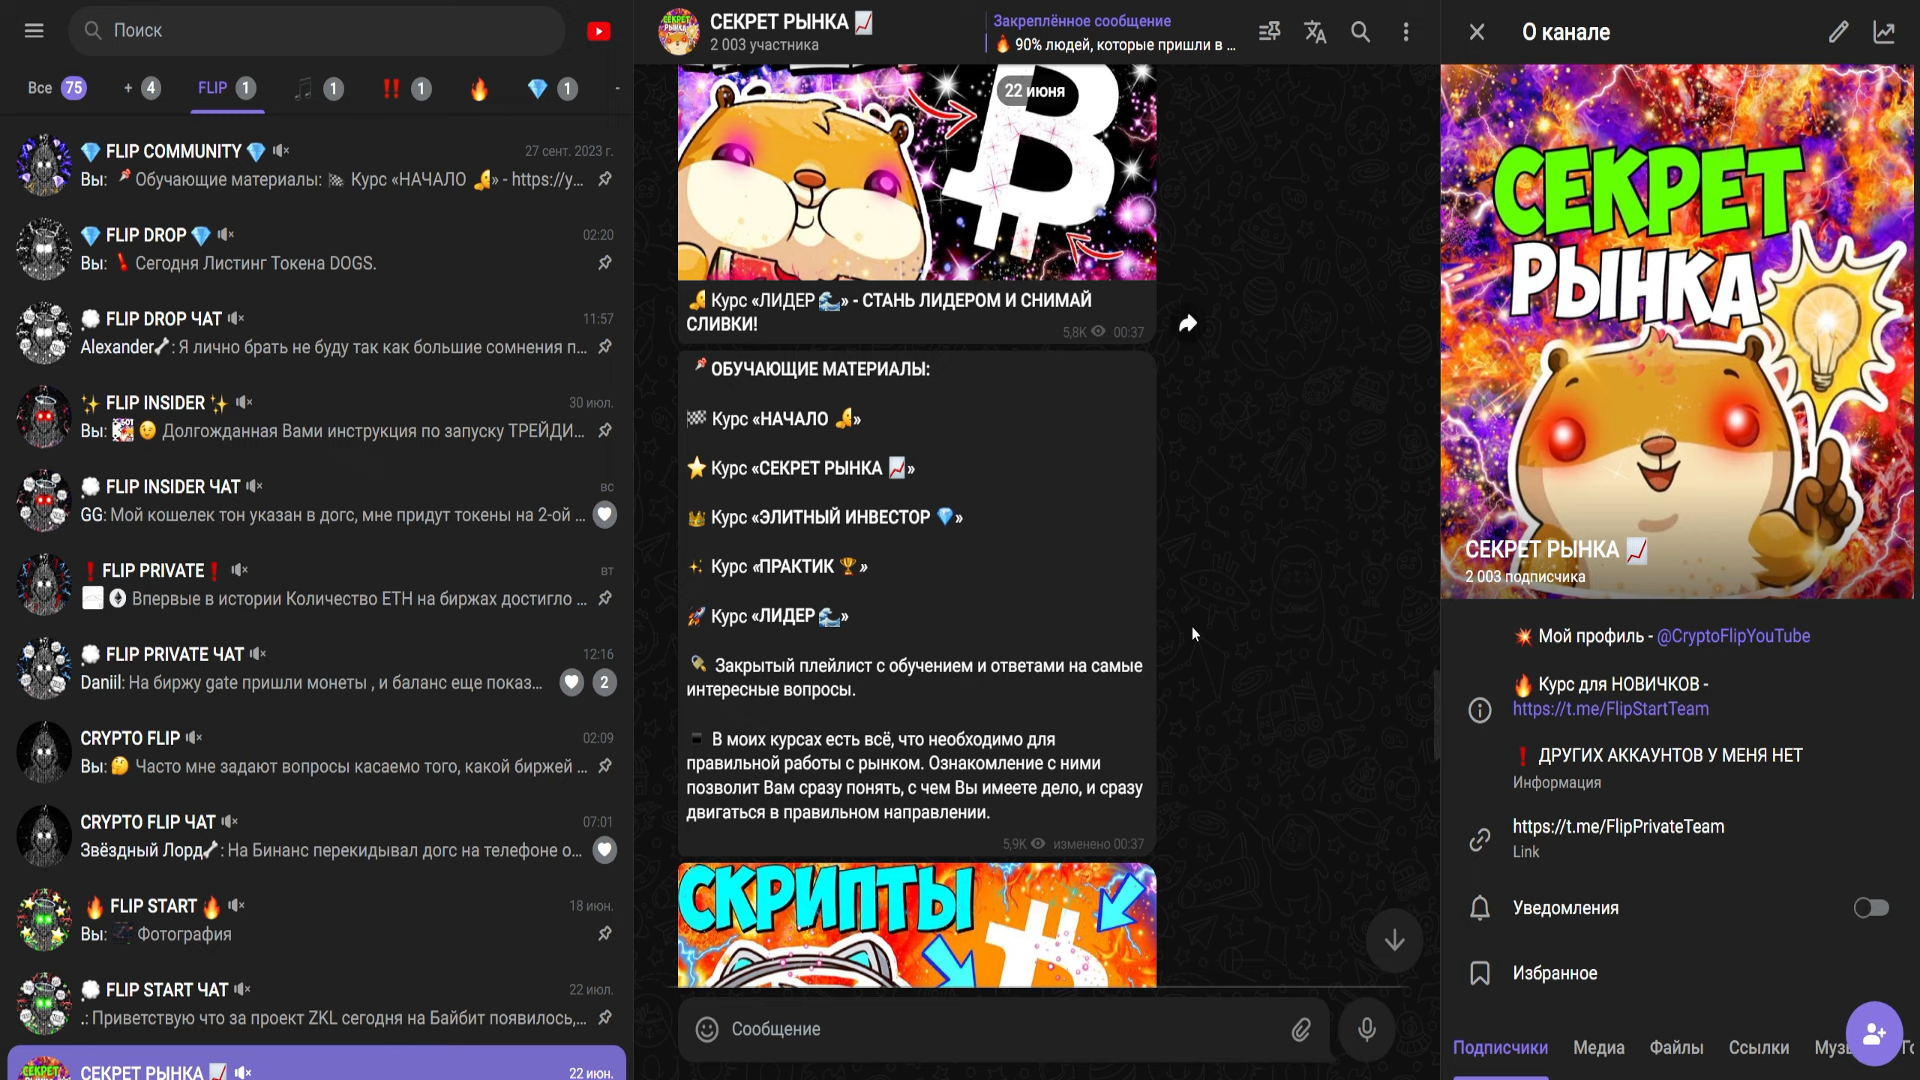 Поиск
Все 75
+ 4
FLIP 1
1
1
1
FLIP COMMUNITY
27 сент. 2023 г.
Вы: Обучающие материалы: Курс «НАЧАЛО » - https://y...
FLIP DROP
02:20
Вы: Сегодня Листинг Токена DOGS.
FLIP DROP ЧАТ
11:57
Alexander: Я лично брать не буду так как большие сомнения п...
FLIP INSIDER
30 июл.
Вы: Долгожданная Вами инструкция по запуску ТРЕЙДИ...
FLIP INSIDER ЧАТ
вс
GG: Мой кошелек тон указан в догс, мне придут токены на 2-ой ...
FLIP PRIVATE
вт
Впервые в истории Количество ETH на биржах достигло ...
FLIP PRIVATE ЧАТ
12:16
Daniil: На биржу gate пришли монеты , и баланс еще показ...
2
CRYPTO FLIP
02:09
Вы: Часто мне задают вопросы касаемо того, какой биржей ...
CRYPTO FLIP ЧАТ
07:01
Звёздный Лорд: На Бинанс перекидывал догс на телефоне о...
FLIP START
18 июн.
Вы: Фотография
FLIP START ЧАТ
22 июл.
.: Приветствую что за проект ZKL сегодня на Байбит появилось,...
СЕКРЕТ РЫНКА
22 июн.
СЕКРЕТ РЫНКА
2 003 участника
Закреплённое сообщение
90% людей, которые пришли в ...
22 июня
Курс «ЛИДЕР » - СТАНЬ ЛИДЕРОМ И СНИМАЙ
СЛИВКИ!
5,8K 00:37
ОБУЧАЮЩИЕ МАТЕРИАЛЫ:
Курс «НАЧАЛО »
Курс «СЕКРЕТ РЫНКА »
Курс «ЭЛИТНЫЙ ИНВЕСТОР »
Курс «ПРАКТИК »
Курс «ЛИДЕР »
Закрытый плейлист с обучением и ответами на самые
интересные вопросы.
В моих курсах есть всё, что необходимо для
правильной работы с рынком. Ознакомление с ними
позволит Вам сразу понять, с чем Вы имеете дело, и сразу
двигаться в правильном направлении.
5,9K изменено 00:37
СКРИПТЫ
Сообщение
О канале
СЕКРЕТ
РЫНКА
СЕКРЕТ РЫНКА
2 003 подписчика
Мой профиль - @CryptoFlipYouTube
Курс для НОВИЧКОВ -
https://t.me/FlipStartTeam
ДРУГИХ АККАУНТОВ У МЕНЯ НЕТ
Информация
https://t.me/FlipPrivateTeam
Link
Уведомления
Избранное
Подписчики Медиа Файлы Ссылки